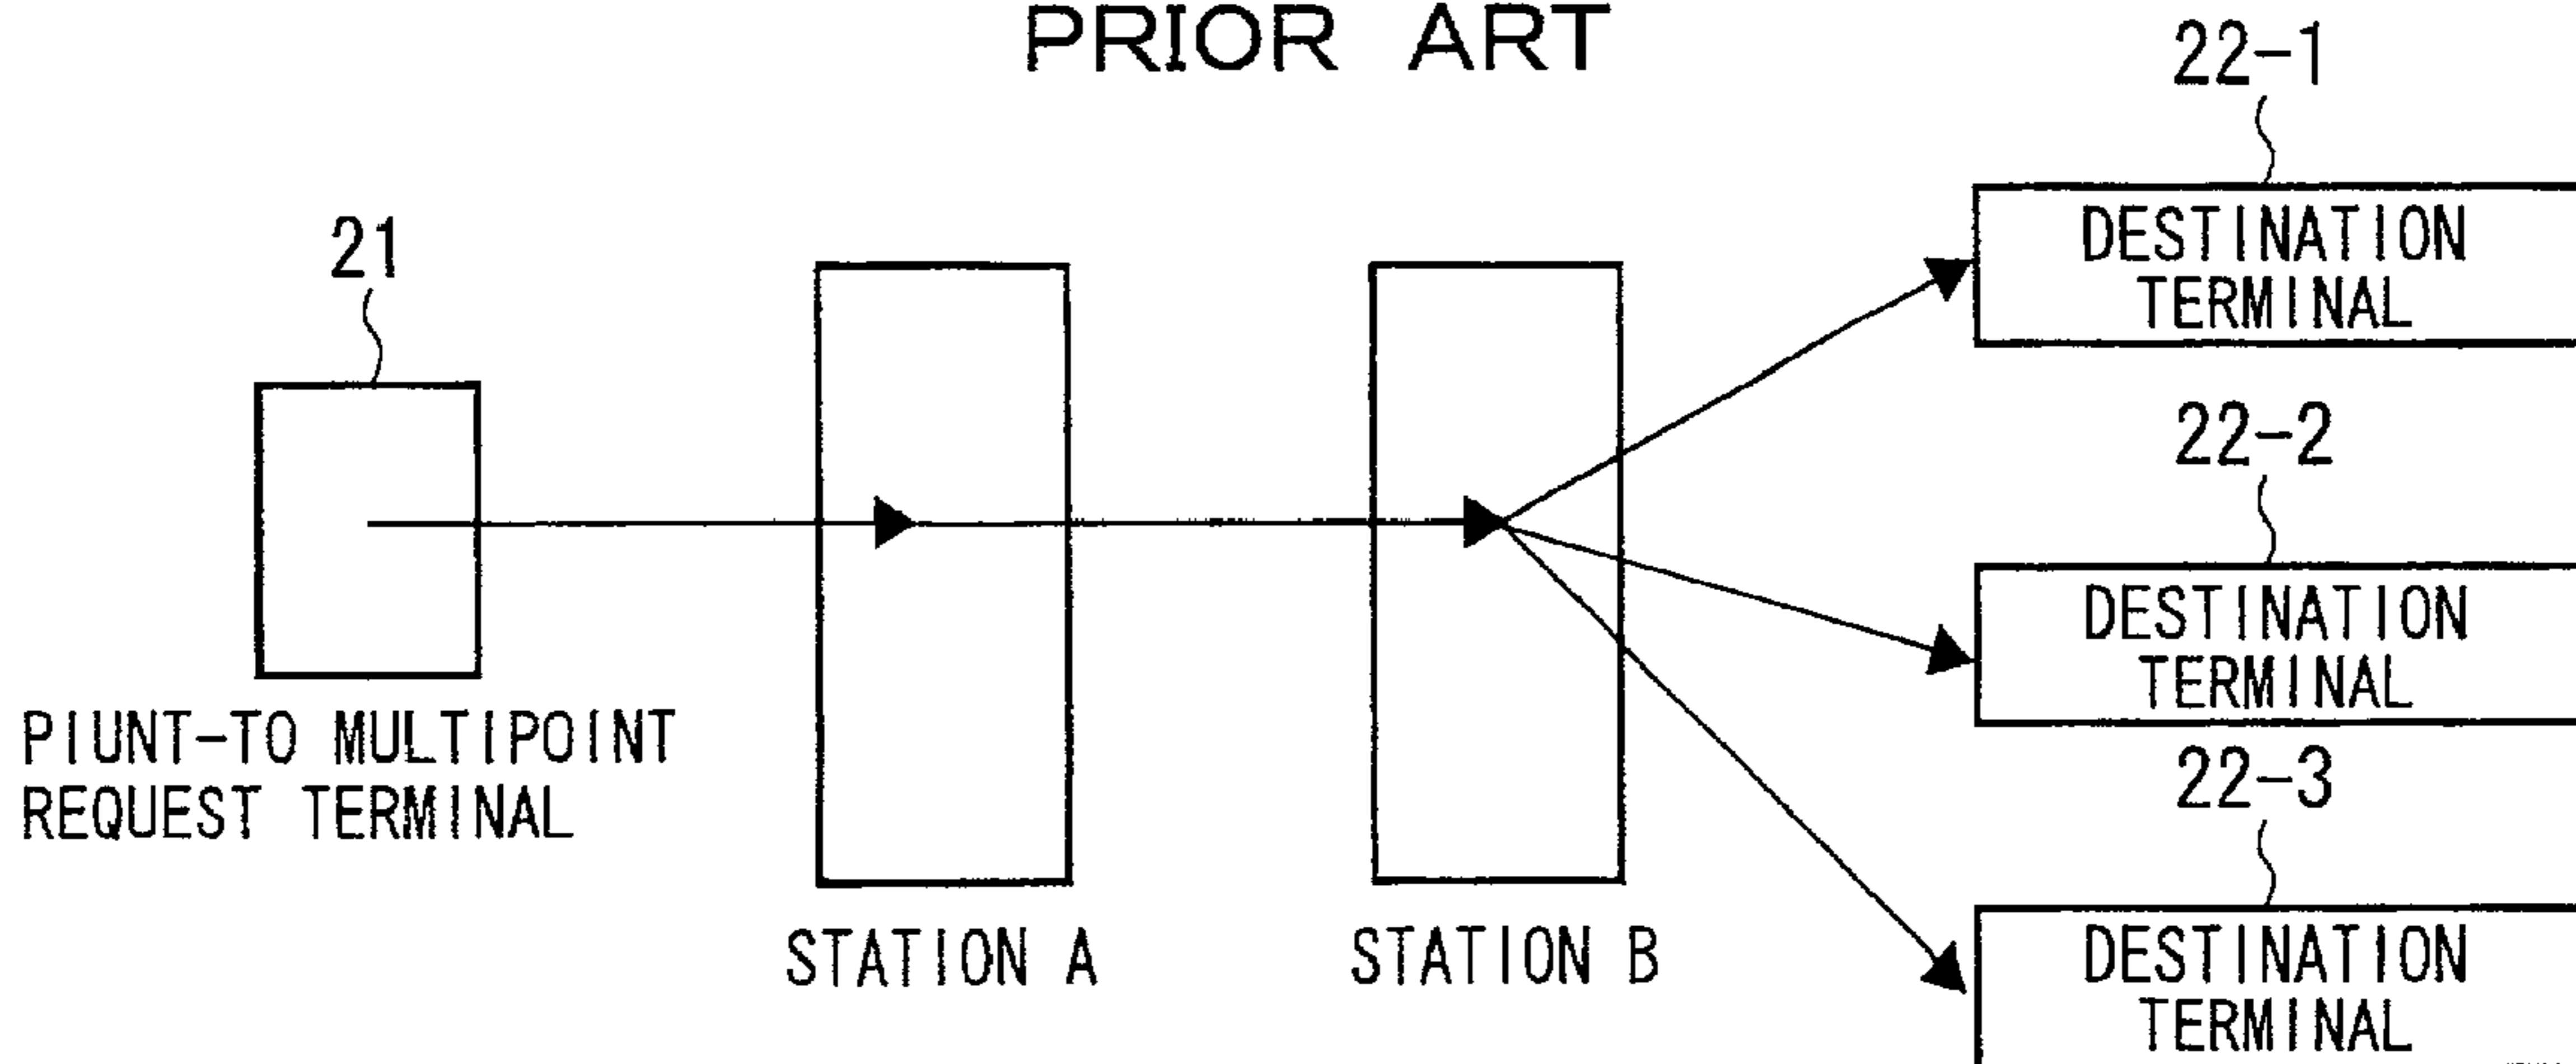 PRIOR ART
22-1
DESTINATION
TERMINAL
21
22-2
DESTINATION
TERMINAL
PIUNT-TO MULTIPOINT
REQUEST TERMINAL
22-3
STATION A
STATION B
DESTINATION
TERMINAL